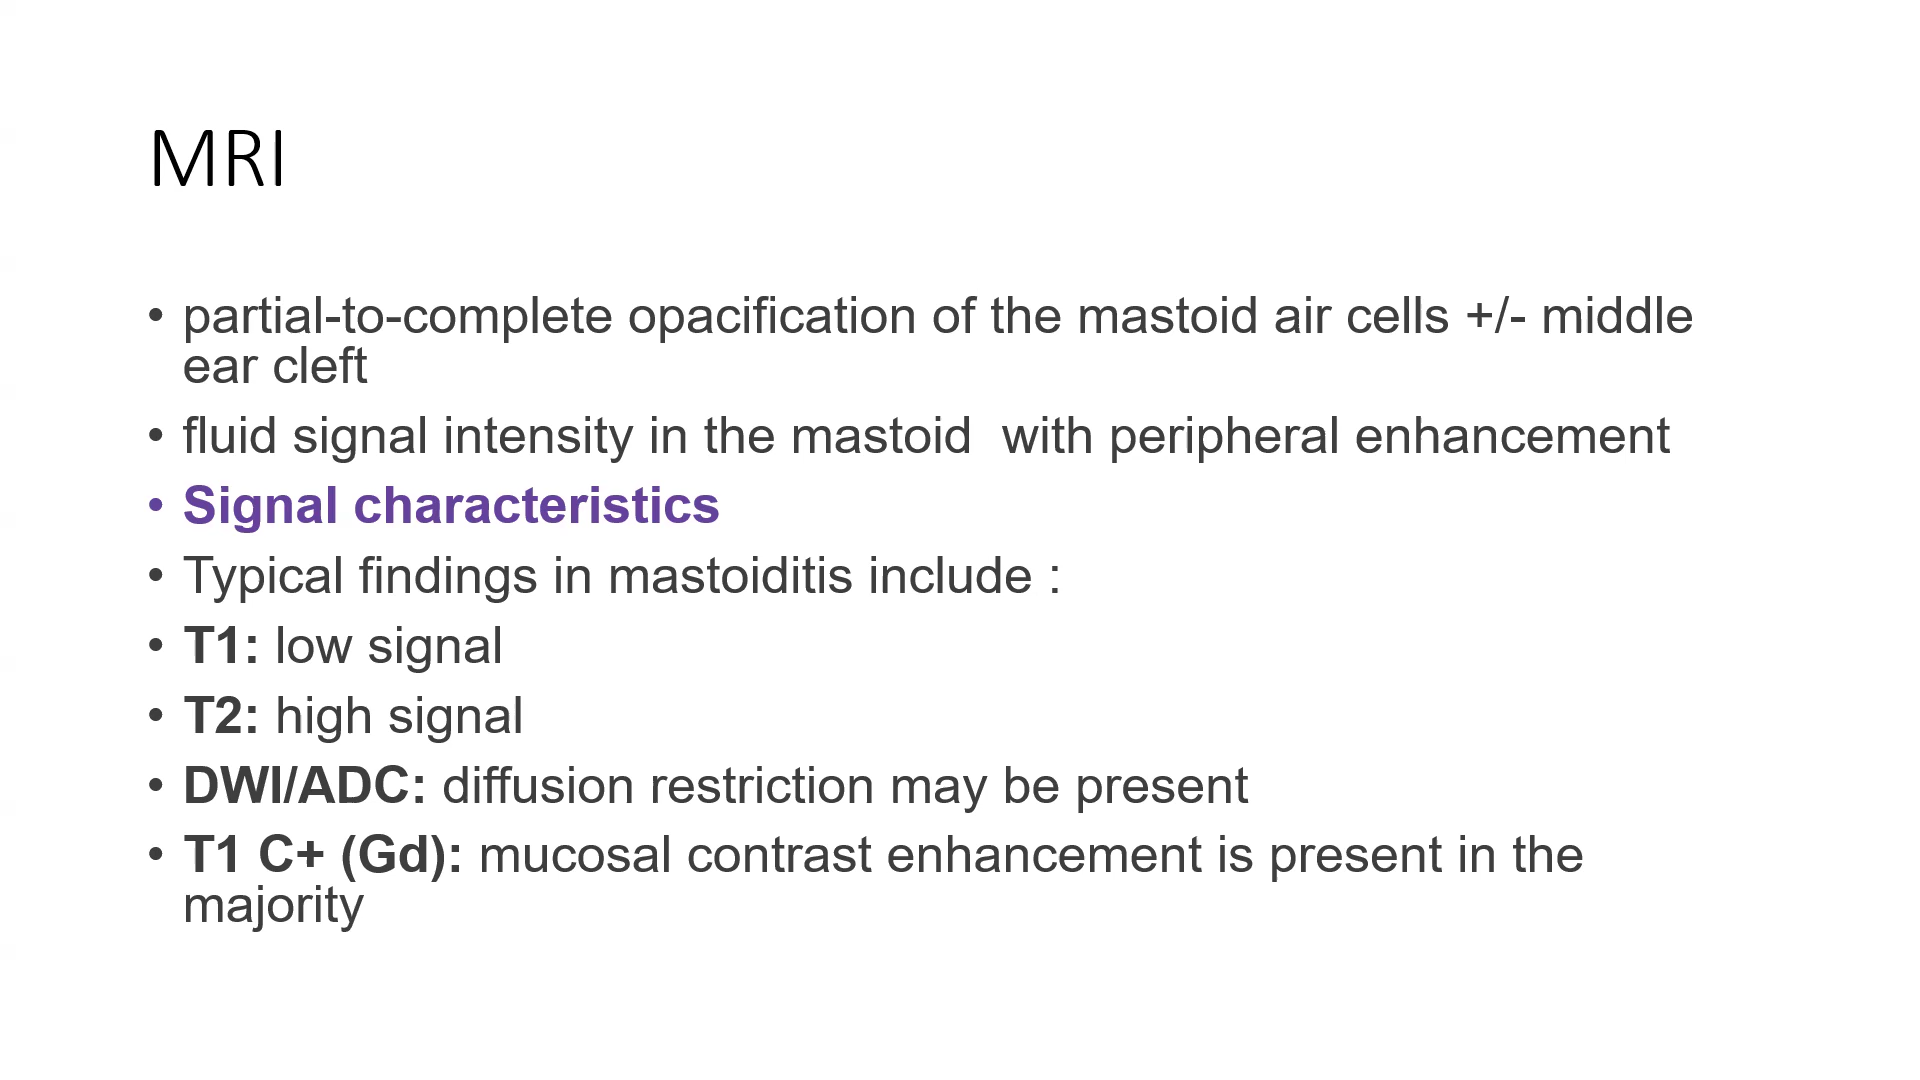 MRI
• partial-to-complete opacification of the mastoid air cells +/- middle
ear cleft
• fluid signal intensity in the mastoid  with peripheral enhancement
• Signal characteristics
• Typical findings in mastoiditis include :
• T1: low signal
• T2: high signal
• DWI/ADC: diffusion restriction may be present
• T1 C+ (Gd): mucosal contrast enhancement is present in the
majority